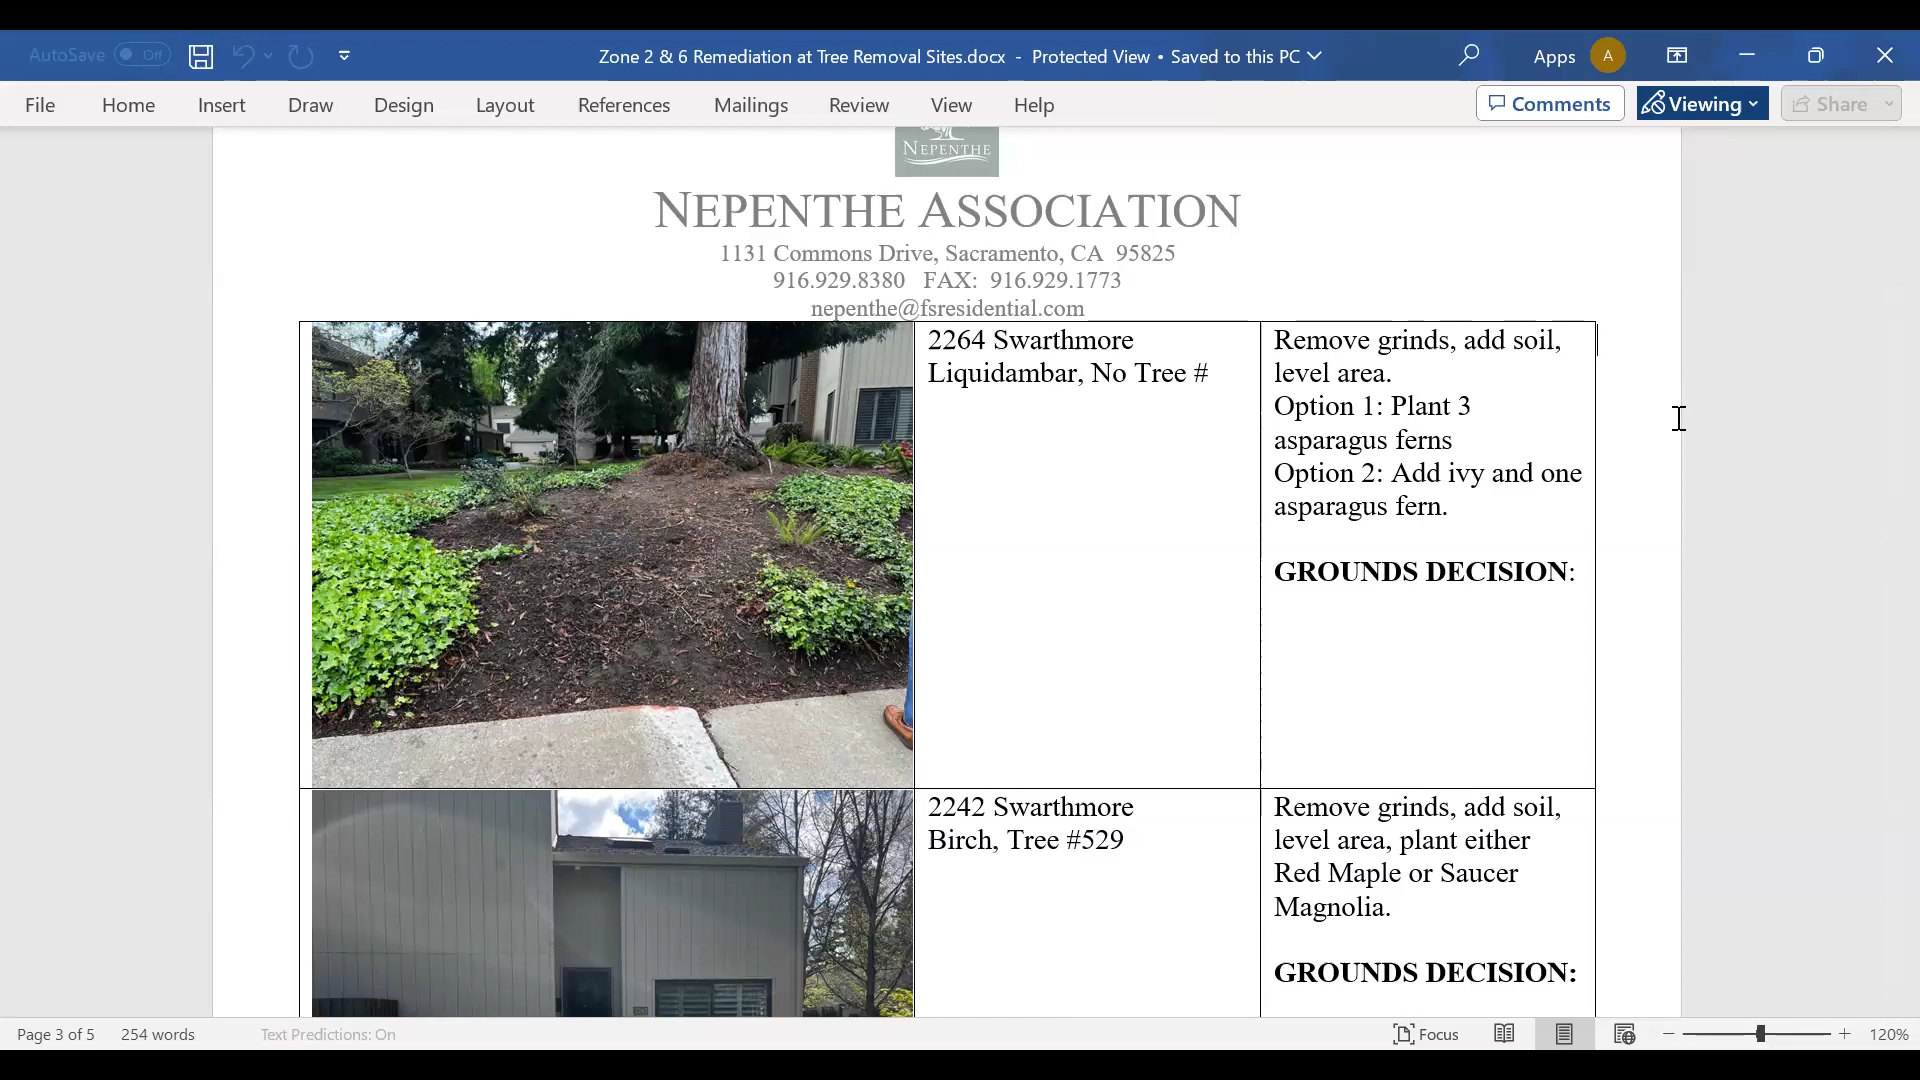 AutoSave Off
Zone 2 & 6 Remediation at Tree Removal Sites.docx - Protected View • Saved to this PC
Apps A
File Home Insert Draw Design Layout References Mailings Review View Help
Comments Viewing Share
NEPENTHE
NEPENTHE ASSOCIATION
1131 Commons Drive, Sacramento, CA 95825
916.929.8380 FAX: 916.929.1773
nepenthe@fsresidential.com
2264 Swarthmore
Liquidambar, No Tree #
Remove grinds, add soil,
level area.
Option 1: Plant 3
asparagus ferns
Option 2: Add ivy and one
asparagus fern.
GROUNDS DECISION:
2242 Swarthmore
Birch, Tree #529
Remove grinds, add soil,
level area, plant either
Red Maple or Saucer
Magnolia.
GROUNDS DECISION:
Page 3 of 5 254 words Text Predictions: On
Focus 120%